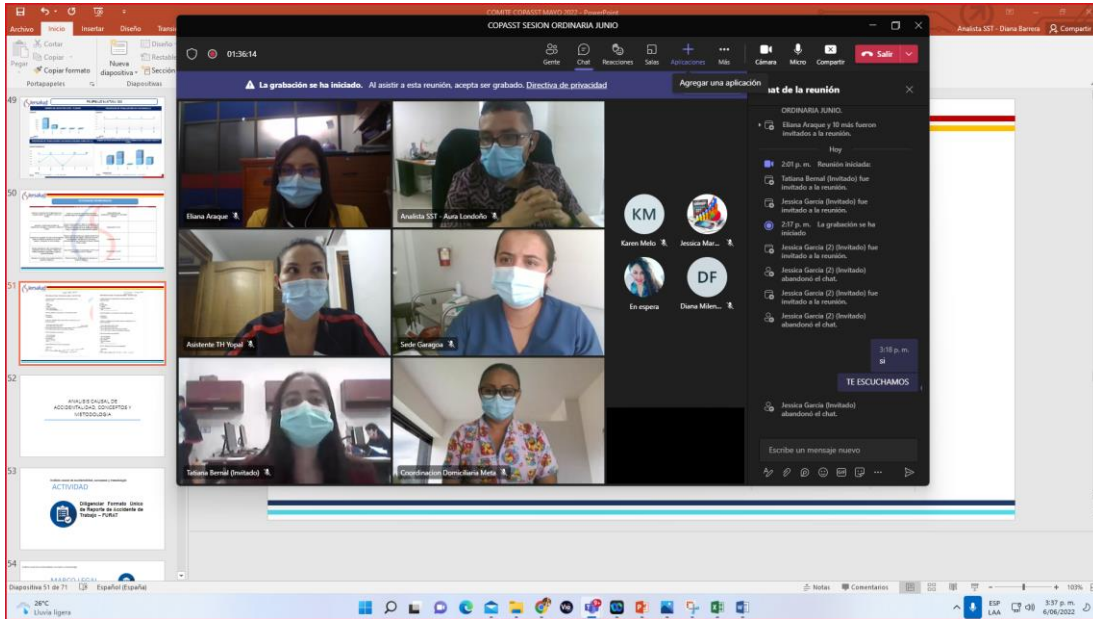 COMITE COPASST MAYO 2022 - PowerPoint
Archivo Inicio Insertar Diseño
Analista SST - Diana Barrera Compartir
Cortar
Copiar
Copiar formato
Pegar
Portapapeles
Nueva
diapositiva
Diseño
Sección
Diapositivas
COPASST SESION ORDINARIA JUNIO
01:36:14
Gente Chat Reacciones Salas Aplicaciones Más Cámara Micro Compartir Salir
La grabación se ha iniciado. Al asistir a esta reunión, acepta ser grabado. Directiva de privacidad
Agregar una aplicación
at de la reunión
ORDINARIA JUNIO.
Eliana Araque y 10 más fueron
invitados a la reunión.
Hoy
2:01 p. m. Reunión iniciada:
Tatiana Bernal (Invitado) fue
invitado a la reunión.
Jessica Garcia (Invitado) fue
invitado a la reunión.
2:17 p. m. La grabación se ha
iniciado
Jessica Garcia (2) (Invitado) fue
invitado a la reunión.
Jessica Garcia (2) (Invitado)
abandonó el chat.
Jessica Garcia (2) (Invitado) fue
invitado a la reunión.
Jessica Garcia (2) (Invitado)
abandonó el chat.
3:18 p. m.
si
TE ESCUCHAMOS
Jessica Garcia (Invitado)
abandonó el chat.
Escribe un mensaje nuevo
Eliana Araque
Analista SST - Aura Londoño
Asistente TH Yopal
Sede Garagoa
Tatiana Bernal (Invitado)
Coordinacion Domiciliaria Meta
KM
Karen Melo
Jessica Mar...
En espera
DF
Diana Milen...
49
50
51
52
ANALISIS CAUSAL DE
ACCIDENTALIDAD, CONCEPTOS Y
METODOLOGIA
53
ACTIVIDAD
Diligenciar Formato Único
de Reporte de Accidente de
Trabajo – FURAT
54
MARCO LEGAL
Diapositiva 51 de 71 Español (España)
Notas Comentarios 103%
26°C
Lluvia ligera
ESP
LAA
3:37 p. m.
6/06/2022